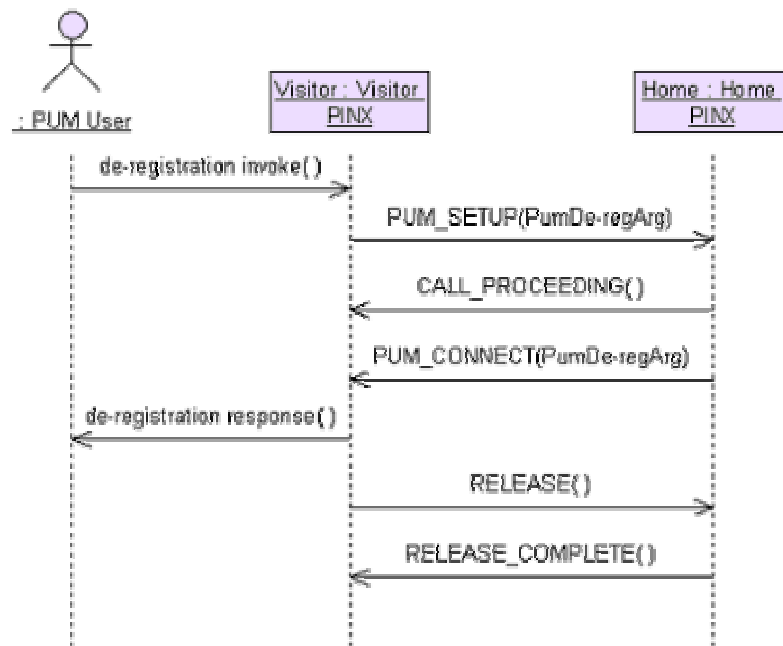 : PUM User
Visitor : Visitor
PINX
Home : Home
PINX
de-registration invoke( )
PUM_SETUP(PumDe-regArg)
CALL_PROCEEDING( )
PUM_CONNECT(PumDe-regArg)
de-registration response( )
RELEASE( )
RELEASE_COMPLETE( )